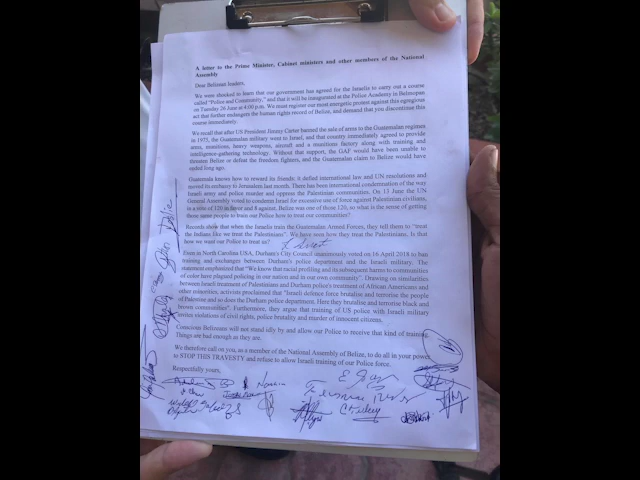 A letter to the Prime Minister, Cabinet ministers and other members of the National
Assembly
Dear Belizean leaders,
We were shocked to learn that our government has agreed for the Israelis to carry out a course
called "Police and Community," and that it will be inaugurated at the Police Academy in Belmopan
on Tuesday 26 June at 4:00 p.m. We must register our most energetic protest against this egregious
act that further endangers the human rights record of Belize, and demand that you discontinue this
course immediately.
We recall that after US President Jimmy Carter banned the sale of arms to the Guatemalan regimes
in 1975, the Guatemalan military went to Israel, and that country immediately agreed to provide
arms, munitions, heavy weapons, aircraft and a munitions factory along with training and
intelligence-gathering technology. Without that support, the GAF would have been unable to
threaten Belize or defeat the freedom fighters, and the Guatemalan claim to Belize would have
ended long ago.
Guatemala knows how to reward its friends: it defied international law and UN resolutions and
moved its embassy to Jerusalem last month. There has been international condemnation of the way
Israeli army and police murder and oppress the Palestinian communities. On 13 June the UN
General Assembly voted to condemn Israel for excessive use of force against Palestinian civilians,
in a vote of 120 in favor and 8 against. Belize was one of those 120, so what is the sense of getting
these same people to train our Police how to treat our communities?
Records show that when the Israelis train the Guatemalan Armed Forces, they tell them to "treat
the Indians like we treat the Palestinians". We have seen how they treat the Palestinians. Is that
how we want our Police to treat us?
Even in North Carolina USA, Durham's City Council unanimously voted on 16 April 2018 to ban
training and exchanges between Durham's police department and the Israeli military. The
statement emphasized that "We know that racial profiling and its subsequent harms to communities
of color have plagued policing in our nation and in our own community". Drawing on similarities
between Israeli treatment of Palestinians and Durham police's treatment of African Americans and
other minorities, activists proclaimed that "Israeli defence force brutalise and terrorise the people
of Palestine and so does the Durham police department. Here they brutalise and terrorise black and
brown communities". Furthermore, they argue that training of US police with Israeli military
invites violations of civil rights, police brutality and murder of innocent citizens.
Conscious Belizeans will not stand idly by and allow our Police to receive that kind of training.
Things are bad enough as they are.
We therefore call on you, as a member of the National Assembly of Belize, to do all in your power
to STOP THIS TRAVESTY and refuse to allow Israeli training of our Police force.
Respectfully yours,